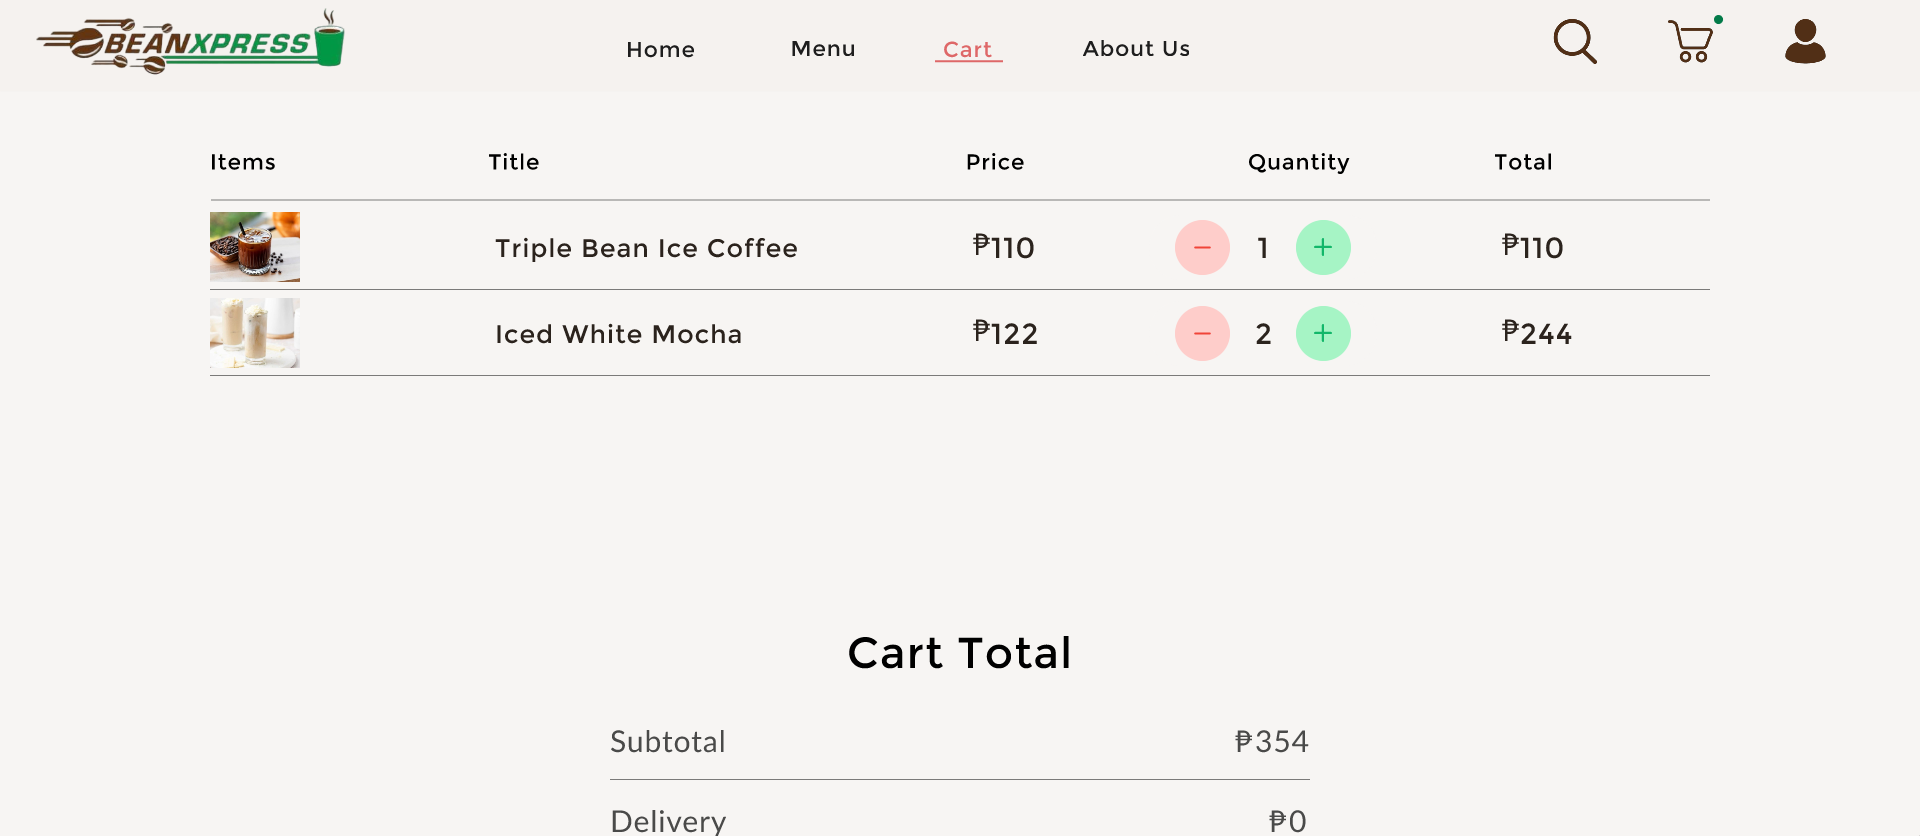 BEANXPRESS
Home Menu Cart About Us
Items Title Price Quantity Total
Triple Bean Ice Coffee ₱110 − 1 + ₱110
Iced White Mocha ₱122 − 2 + ₱244
Cart Total
Subtotal ₱354
Delivery ₱0